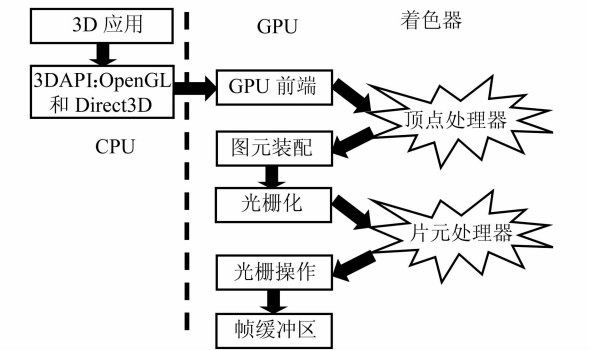 3D 应用
GPU
着色器
3DAPI:OpenGL
和 Direct3D
GPU 前端
顶点处理器
CPU
图元装配
光栅化
片元处理器
光栅操作
帧缓冲区